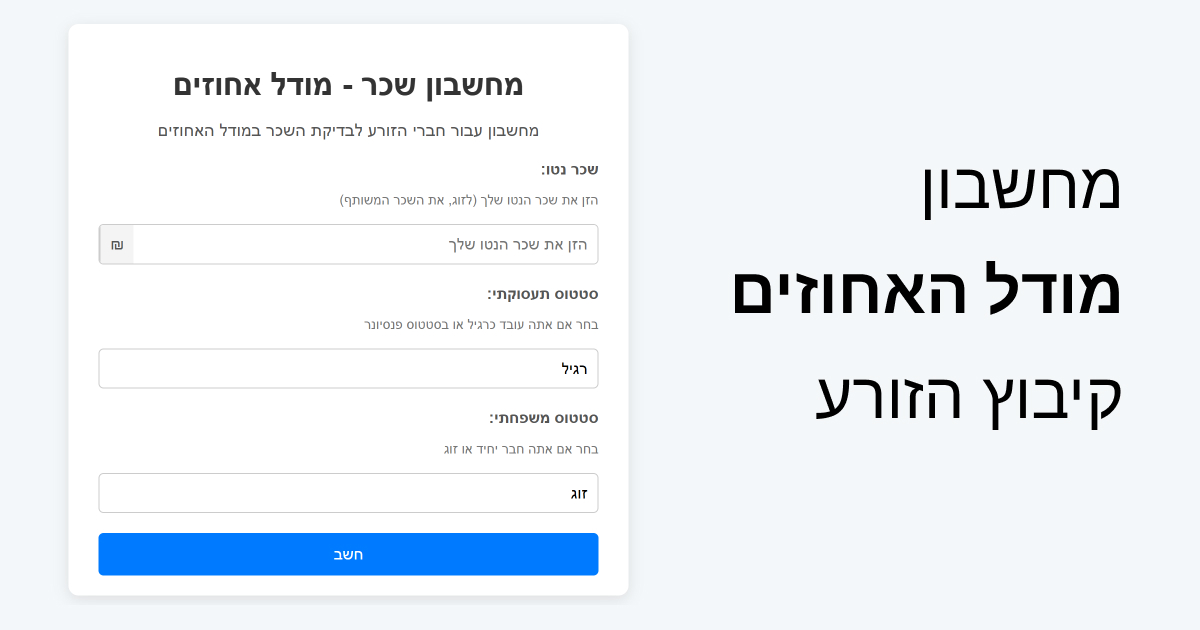 מחשבון
מודל האחוזים
קיבוץ הזורע
מחשבון שכר - מודל אחוזים
מחשבון עבור חברי הזורע לבדיקת השכר במודל האחוזים
שכר נטו:
הזן את שכר הנטו שלך (לזוג, את השכר המשותף)
הזן את שכר הנטו שלך ₪
סטטוס תעסוקתי:
בחר אם אתה עובד כרגיל או בסטטוס פנסיונר
רגיל
סטטוס משפחתי:
בחר אם אתה חבר יחיד או זוג
זוג
חשב